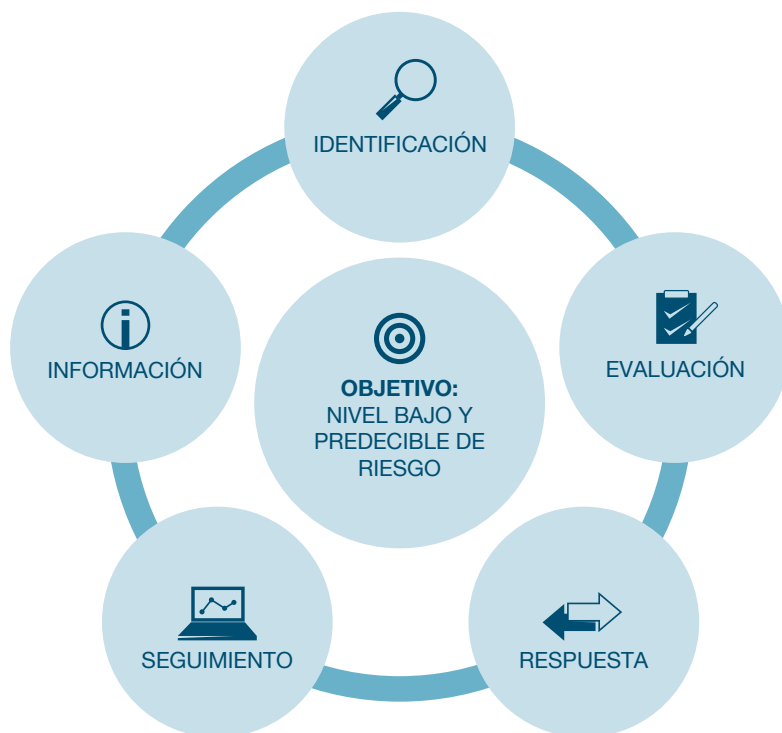 IDENTIFICACIÓN
EVALUACIÓN
RESPUESTA
SEGUIMIENTO
INFORMACIÓN
OBJETIVO:
NIVEL BAJO Y
PREDECIBLE DE
RIESGO